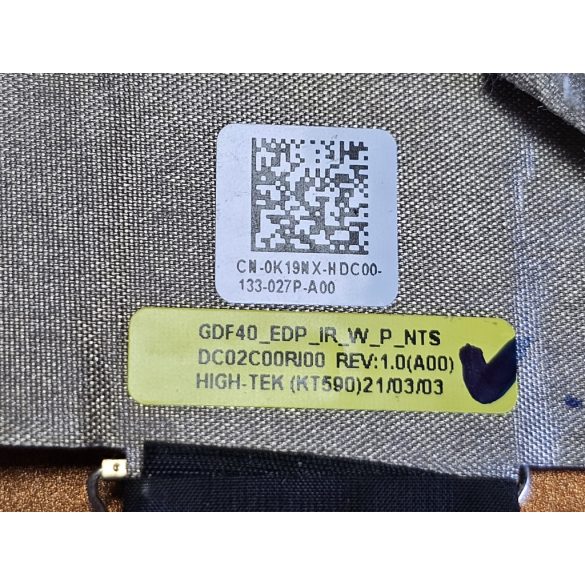 CN-0K19NX-HDC00-
133-027P-A00
GDF40_EDP_IR_W_P_NTS
DC02C00RJ00 REV:1.0(A00)
HIGH-TEK (KT590)21/03/03